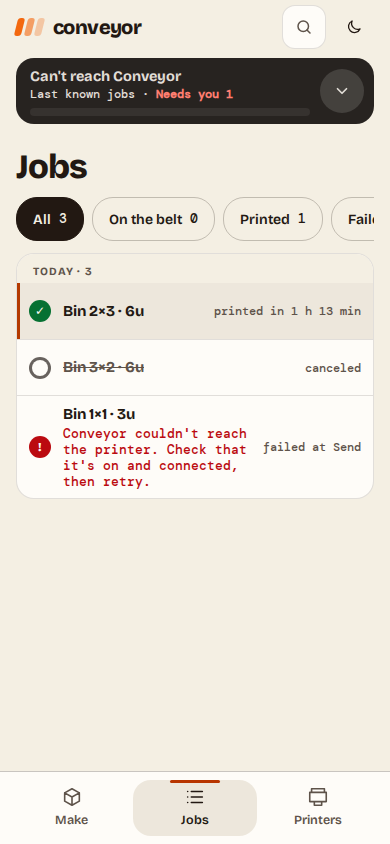 conveyor
Can't reach Conveyor
Last known jobs · Needs you 1
Jobs
All 3
On the belt 0
Printed 1
TODAY · 3
Bin 2×3 · 6u
printed in 1 h 13 min
Bin 3×2 · 6u
canceled
Bin 1×1 · 3u
Conveyor couldn't reach
the printer. Check that
it's on and connected,
then retry.
failed at Send
Make
Jobs
Printers